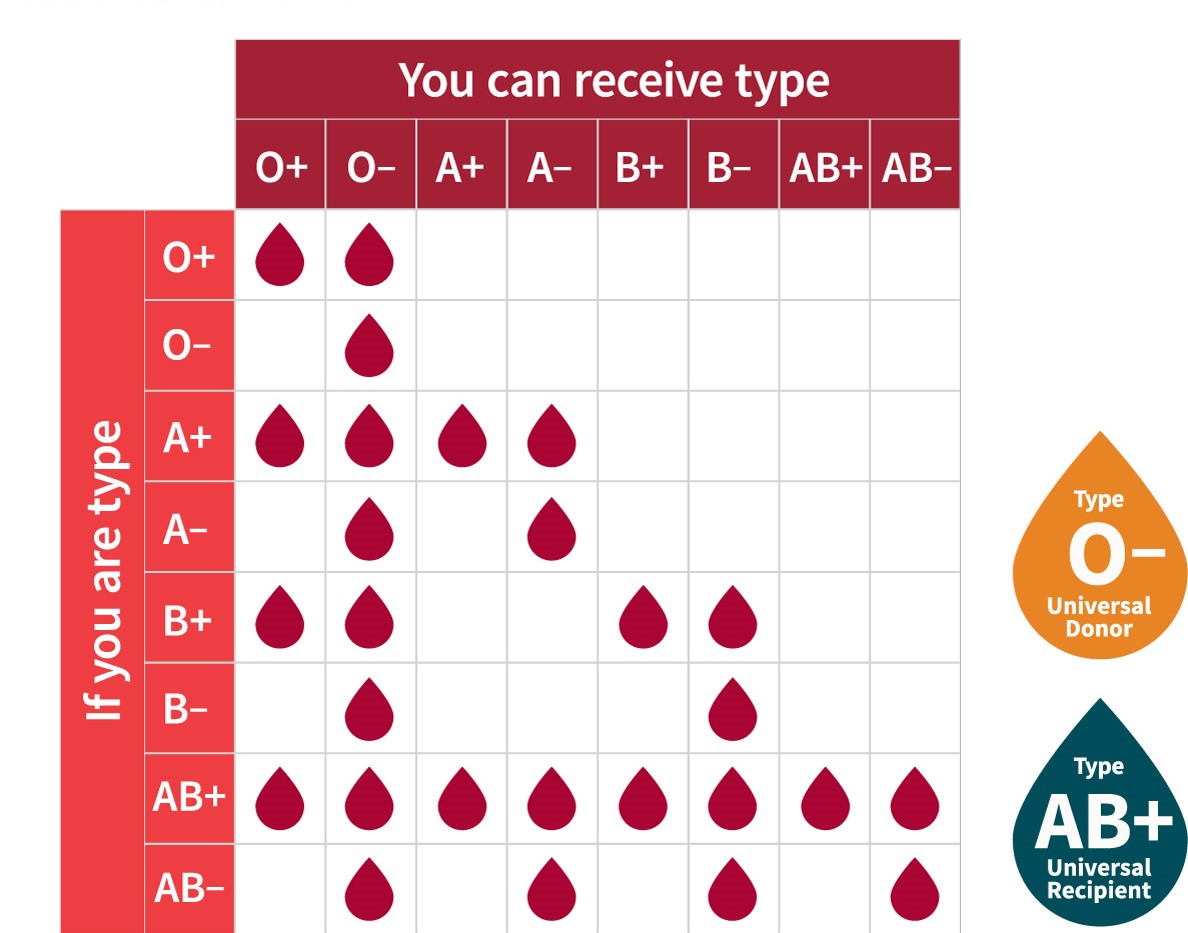 You can receive type
O+ O– A+ A– B+ B– AB+ AB–
If you are type
O+
O–
A+
A–
B+
B–
AB+
AB–
Type
O–
Universal
Donor
Type
AB+
Universal
Recipient